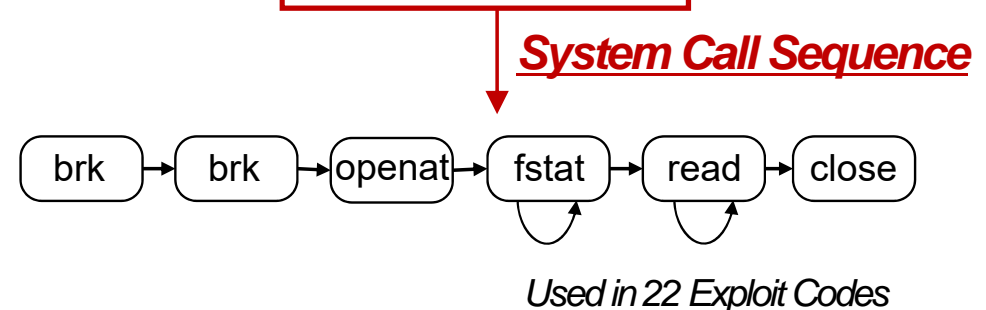 System Call Sequence
brk brk openat fstat read close
Used in 22 Exploit Codes